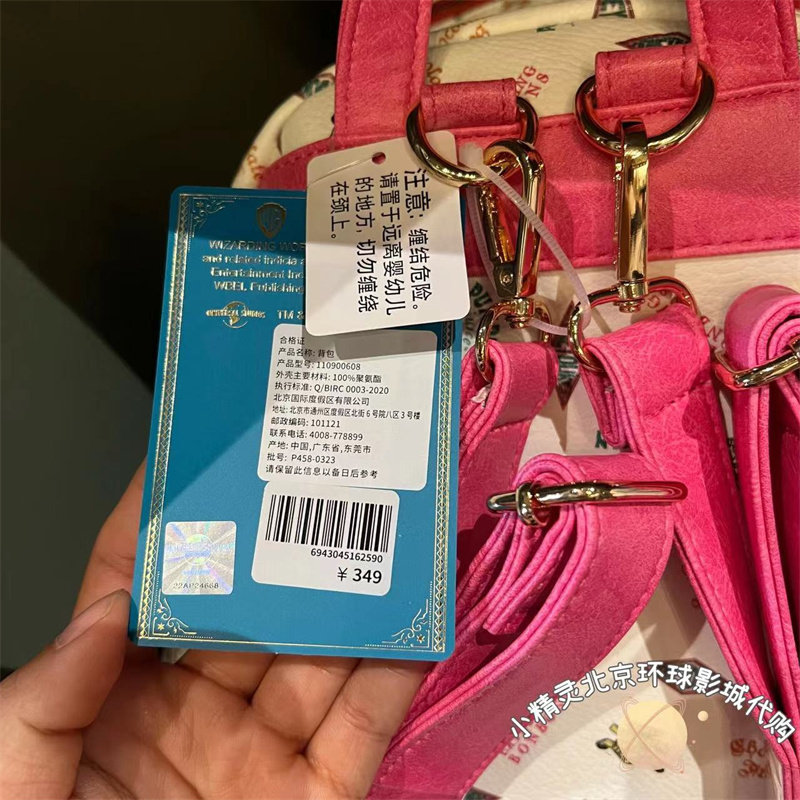 注意：缠结危险。
请置于远离婴幼儿
的地方，切勿缠绕
在颈上。
WIZARDING WOR
and related indicia
Entertainment Inc
WBEI. Publishing
UNIVERSAL STUDIOS
TM &
合格证
产品名称: 背包
产品型号: 110900608
外壳主要材料: 100%聚氨酯
执行标准: Q/BIRC 0003-2020
北京国际度假区有限公司
地址: 北京市通州区度假区北街 6 号院八区 3 号楼
邮政编码: 101121
联系电话: 4008-778899
产地: 中国,广东省,东莞市
批号: P458-0323
请保留此信息以备日后参考
6943045162590
¥ 349
小精灵北京环球影城代购